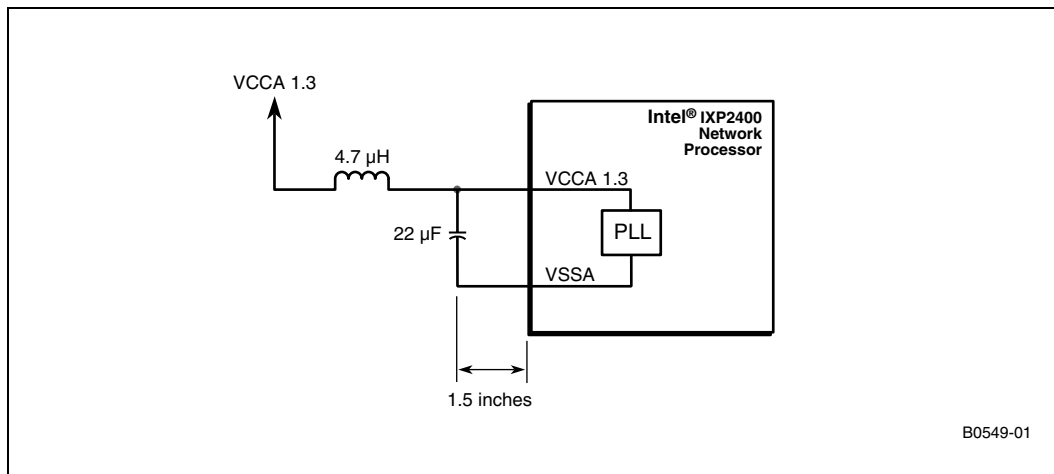 VCCA 1.3
Intel® IXP2400
Network
Processor
4.7 µH
VCCA 1.3
22 µF
PLL
VSSA
1.5 inches
B0549-01